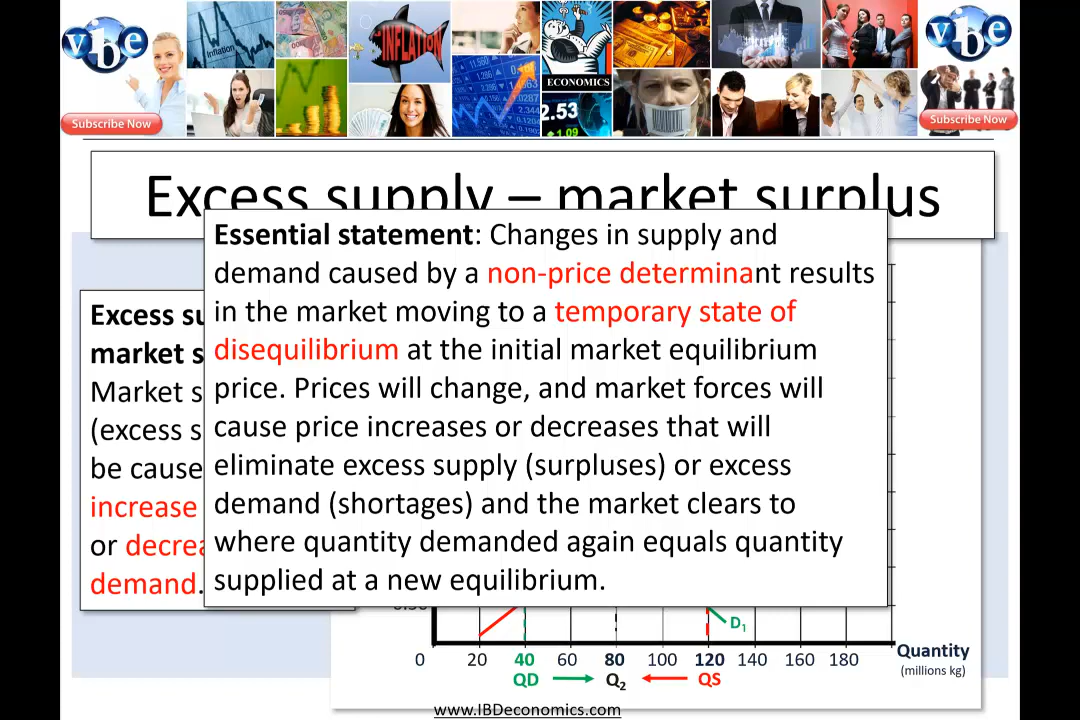 vbe
Subscribe Now
Inflation
INFLATION
ECONOMICS
2.53
1.09
vbe
Subscribe Now
Excess supply – market surplus
Essential statement: Changes in supply and
demand caused by a non-price determinant results
in the market moving to a temporary state of
disequilibrium at the initial market equilibrium
price. Prices will change, and market forces will
cause price increases or decreases that will
eliminate excess supply (surpluses) or excess
demand (shortages) and the market clears to
where quantity demanded again equals quantity
supplied at a new equilibrium.
Excess su
market s
Market s
(excess s
be cause
increase
or decrea
demand.
D1
0 20 40 60 80 100 120 140 160 180
QD Q2 QS
Quantity
(millions kg)
www.IBDeconomics.com